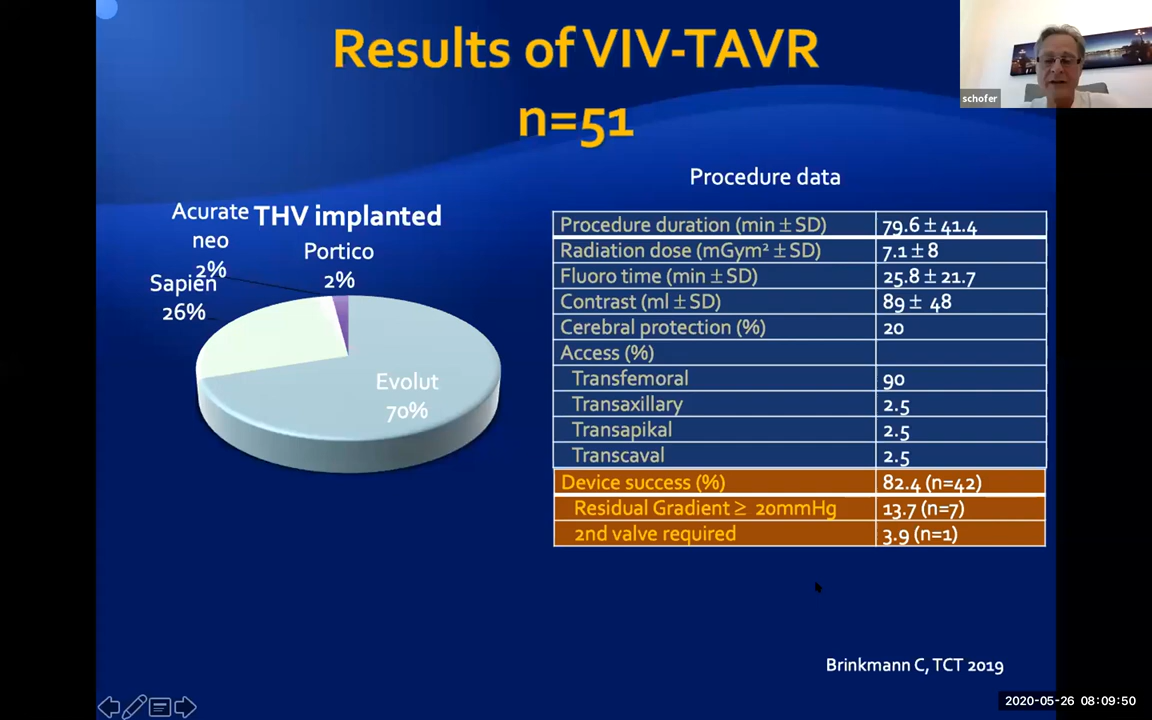 Results of VIV-TAVR
n=51
schofer
Procedure data
THV implanted
Acurate
neo
2%
Portico
2%
Sapien
26%
Evolut
70%
Procedure duration (min ± SD) 79.6 ± 41.4
Radiation dose (mGym² ± SD) 7.1 ± 8
Fluoro time (min ± SD) 25.8 ± 21.7
Contrast (ml ± SD) 89 ± 48
Cerebral protection (%) 20
Access (%)
Transfemoral 90
Transaxillary 2.5
Transapikal 2.5
Transcaval 2.5
Device success (%) 82.4 (n=42)
Residual Gradient ≥ 20mmHg 13.7 (n=7)
2nd valve required 3.9 (n=1)
Brinkmann C, TCT 2019
2020-05-26 08:09:50